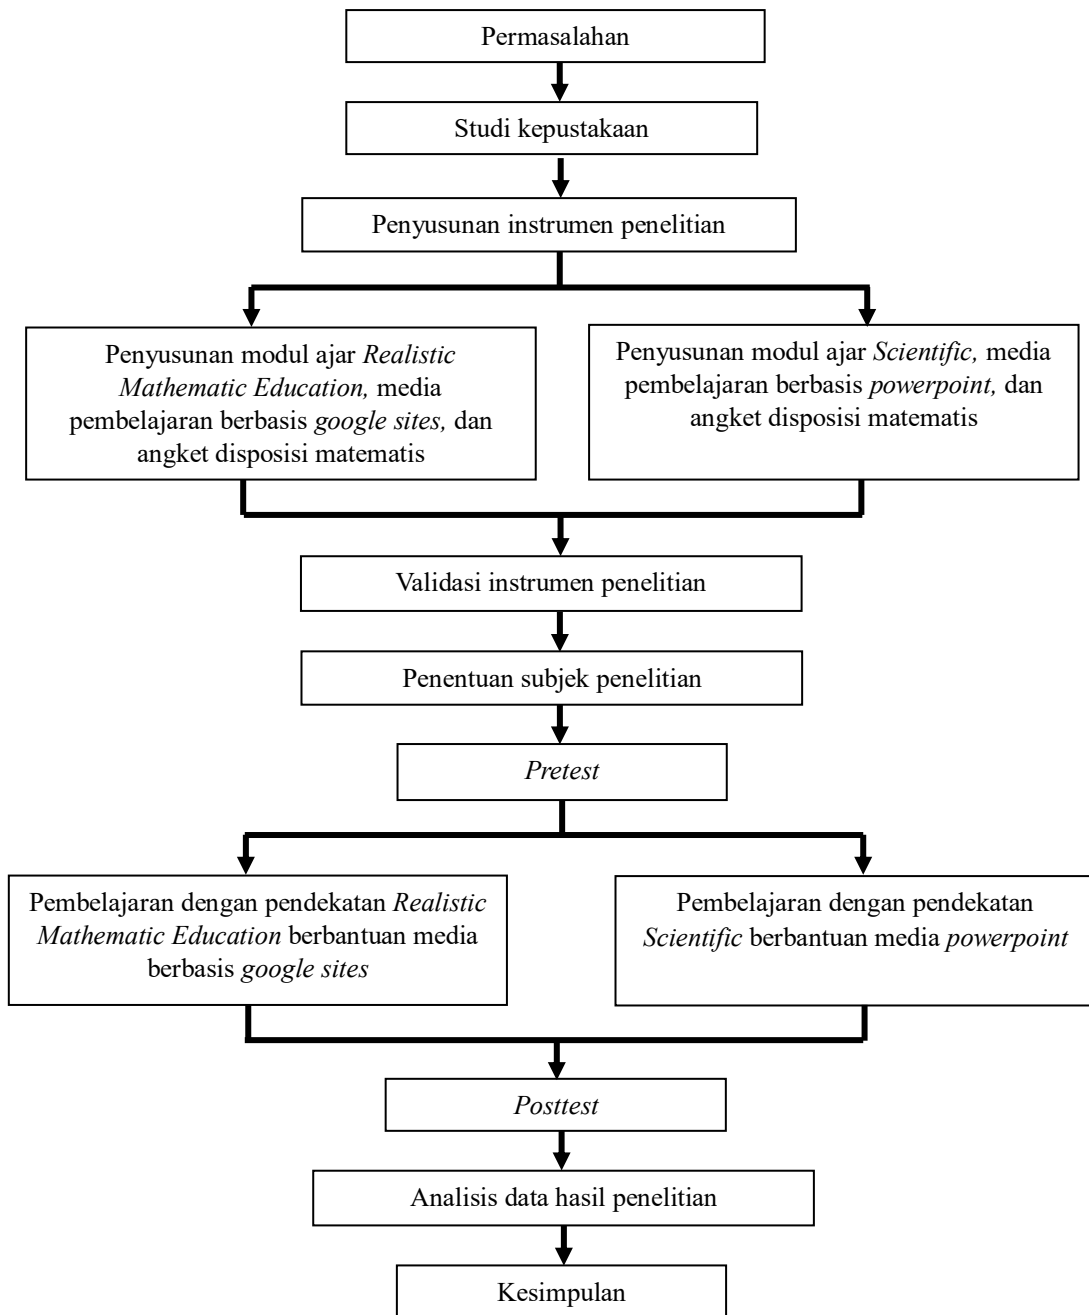 Permasalahan
Studi kepustakaan
Penyusunan instrumen penelitian
Penyusunan modul ajar Realistic
Mathematic Education, media
pembelajaran berbasis google sites, dan
angket disposisi matematis
Penyusunan modul ajar Scientific, media
pembelajaran berbasis powerpoint, dan
angket disposisi matematis
Validasi instrumen penelitian
Penentuan subjek penelitian
Pretest
Pembelajaran dengan pendekatan Realistic
Mathematic Education berbantuan media
berbasis google sites
Pembelajaran dengan pendekatan
Scientific berbantuan media powerpoint
Posttest
Analisis data hasil penelitian
Kesimpulan